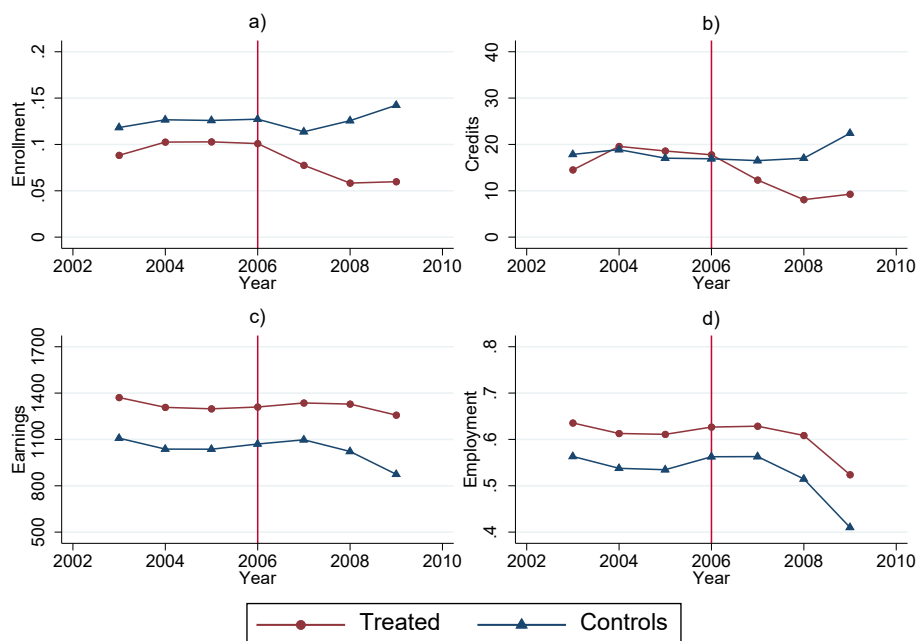 a)
Enrollment
.2
.15
.1
.05
0
2002 2004 2006 2008 2010
Year
b)
Credits
40
30
20
10
0
2002 2004 2006 2008 2010
Year
c)
Earnings
1700
1400
1100
800
500
2002 2004 2006 2008 2010
Year
d)
Employment
.8
.7
.6
.5
.4
2002 2004 2006 2008 2010
Year
Treated Controls